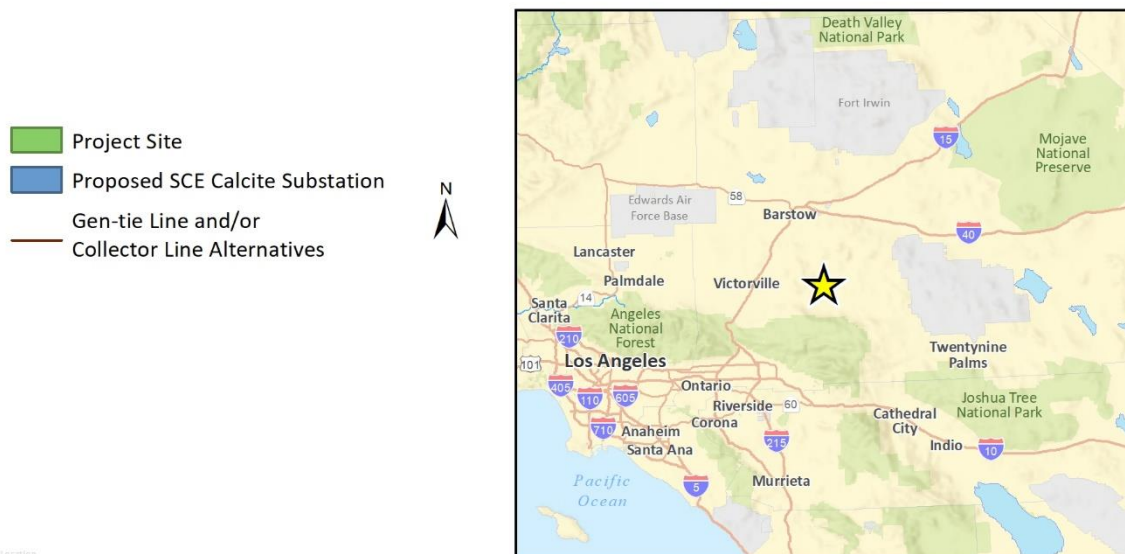 Project Site
Proposed SCE Calcite Substation
Gen-tie Line and/or
Collector Line Alternatives
N
Death Valley
National Park
Fort Irwin
15
Mojave
National
Preserve
58
Edwards Air
Force Base
Barstow
40
Lancaster
Palmdale
Victorville
14
Santa
Clarita
Angeles
National
Forest
210
Twentynine
Palms
101
Los Angeles
405
110
605
Ontario
Riverside
60
Joshua Tree
National Park
Cathedral
City
Corona
710
Anaheim
215
Indio
10
Santa Ana
Murrieta
5
Pacific
Ocean